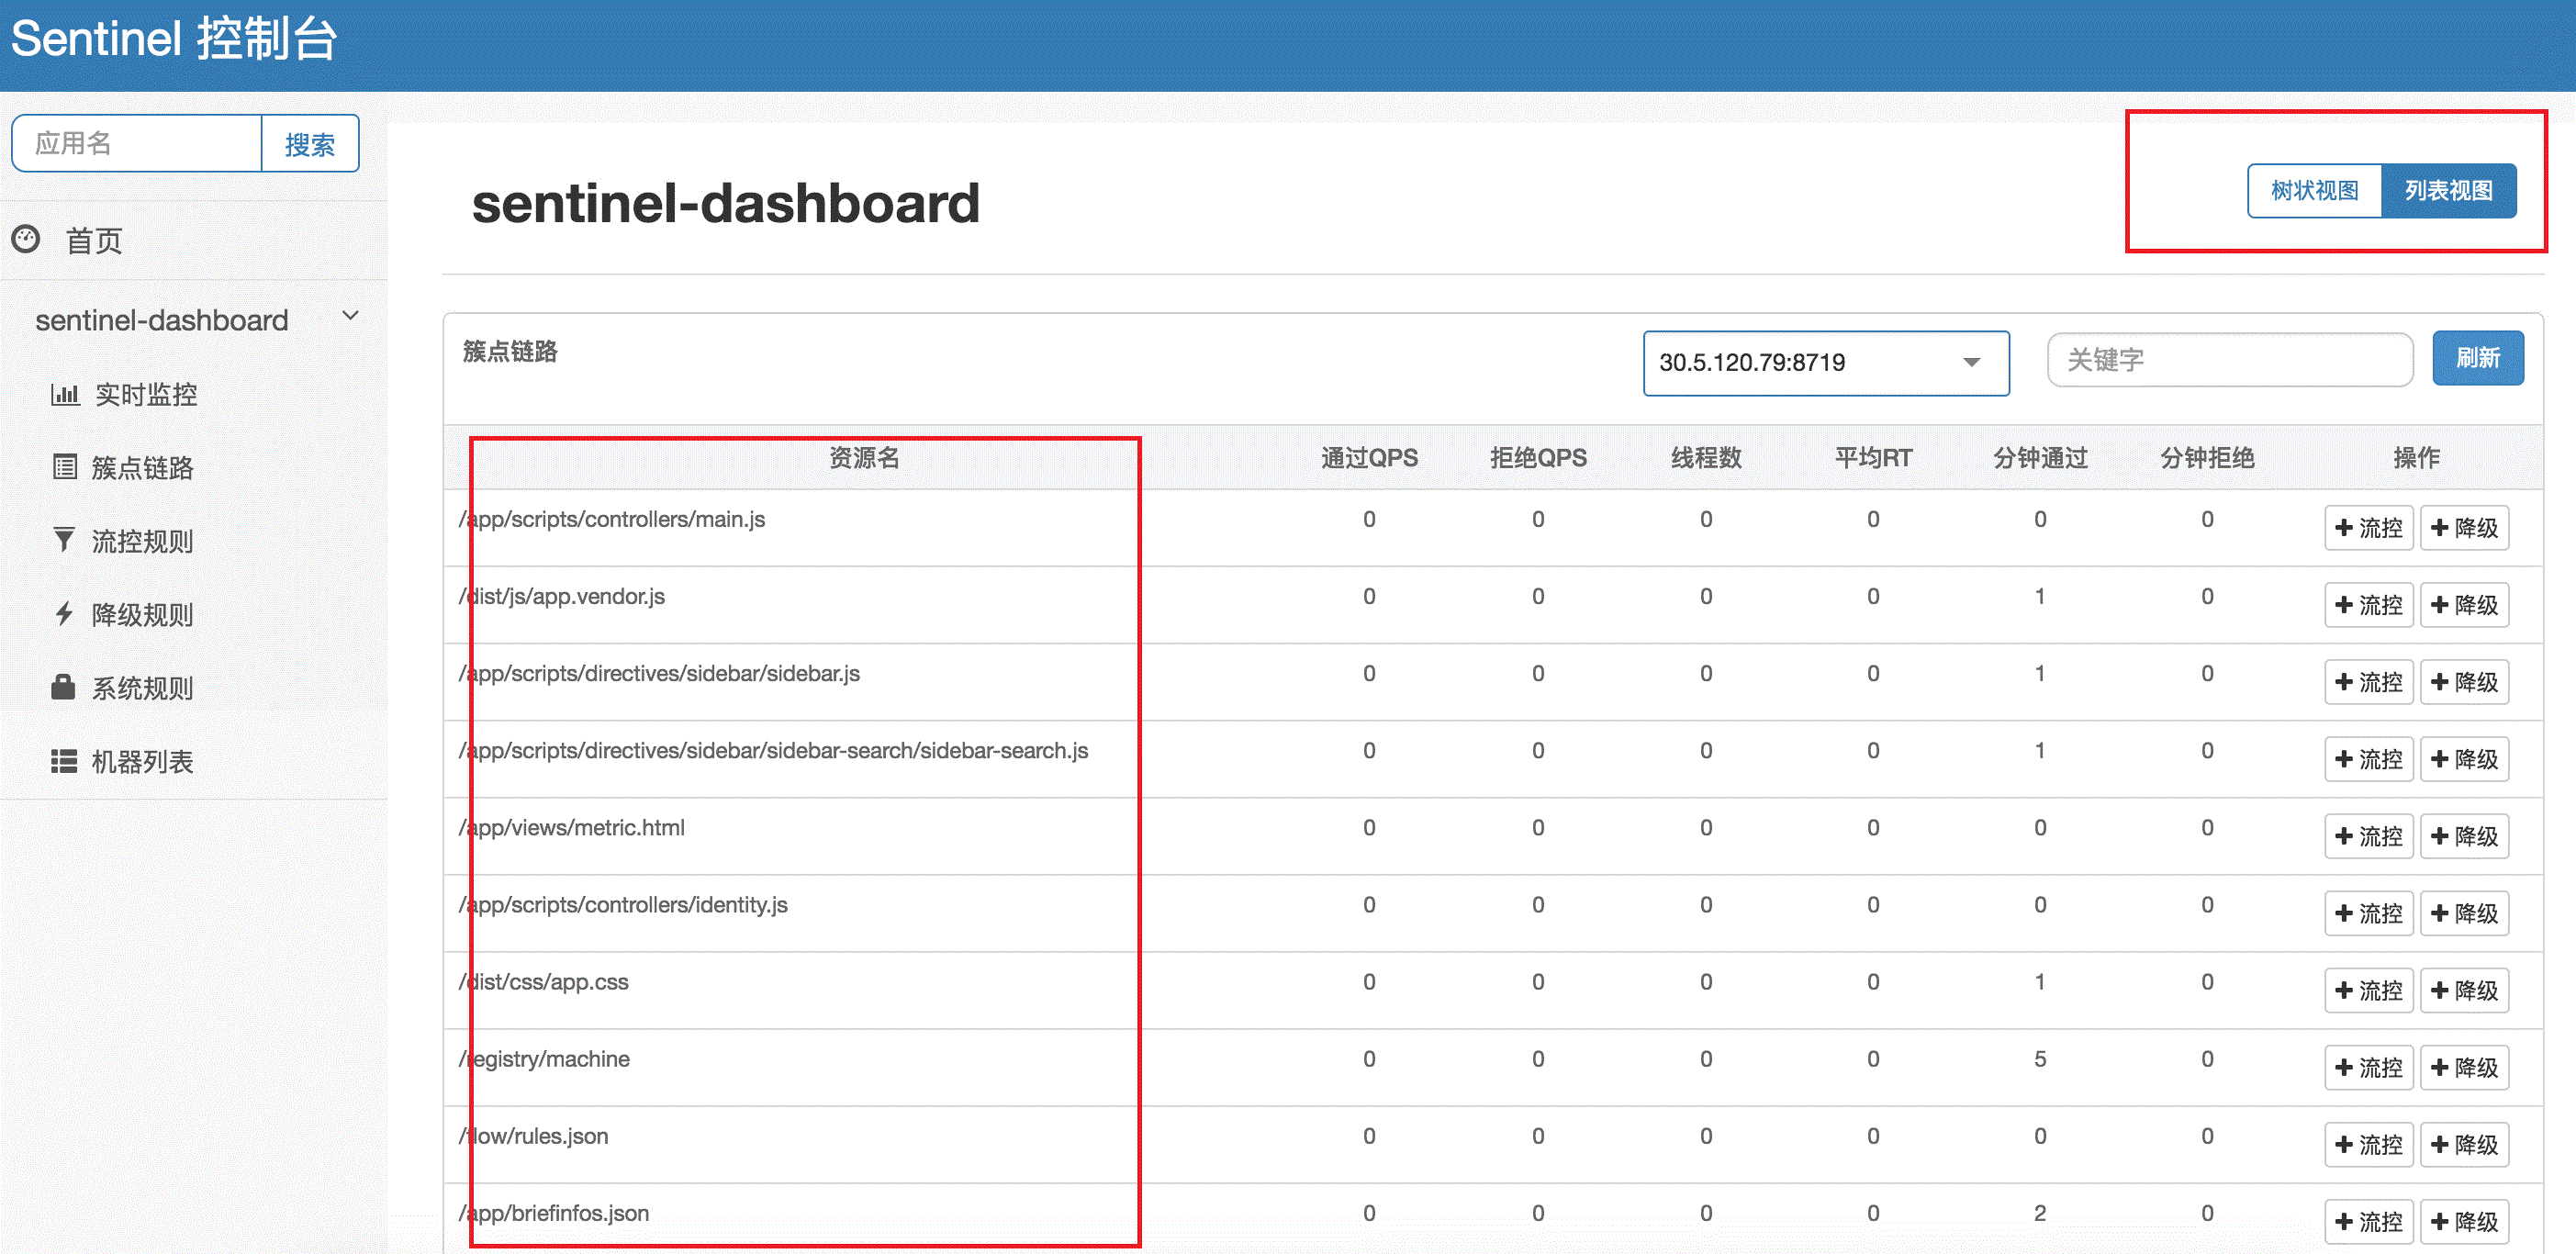 Sentinel 控制台
应用名 搜索
首页
sentinel-dashboard
实时监控
簇点链路
流控规则
降级规则
系统规则
机器列表
sentinel-dashboard
树状视图 列表视图
簇点链路 30.5.120.79:8719 关键字 刷新
资源名 通过QPS 拒绝QPS 线程数 平均RT 分钟通过 分钟拒绝 操作
/app/scripts/controllers/main.js 0 0 0 0 0 0 流控 降级
/dist/js/app.vendor.js 0 0 0 0 1 0 流控 降级
/app/scripts/directives/sidebar/sidebar.js 0 0 0 0 1 0 流控 降级
/app/scripts/directives/sidebar/sidebar-search/sidebar-search.js 0 0 0 0 1 0 流控 降级
/app/views/metric.html 0 0 0 0 0 0 流控 降级
/app/scripts/controllers/identity.js 0 0 0 0 0 0 流控 降级
/dist/css/app.css 0 0 0 0 1 0 流控 降级
/registry/machine 0 0 0 0 5 0 流控 降级
/flow/rules.json 0 0 0 0 0 0 流控 降级
/app/briefinfos.json 0 0 0 0 2 0 流控 降级